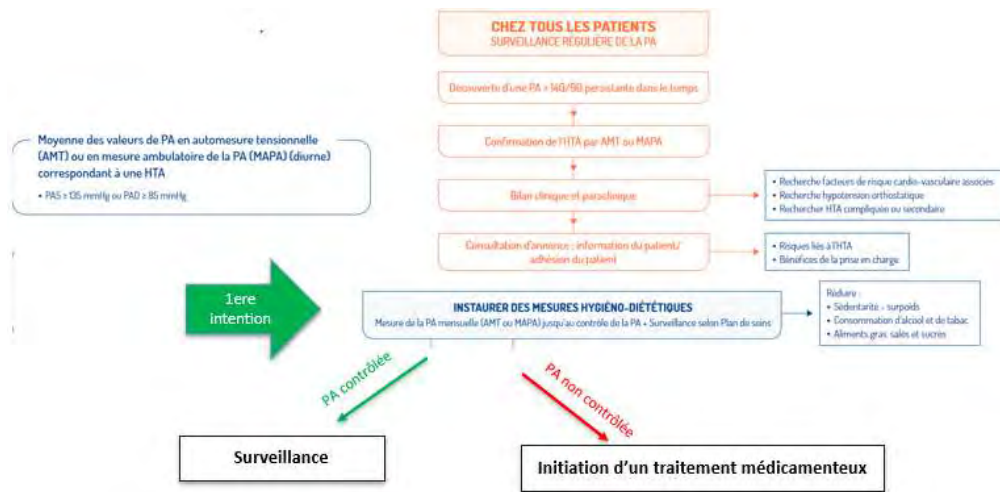 CHEZ TOUS LES PATIENTS
SURVEILLANCE RÉGULIÈRE DE LA PA
Découverte d'une PA > 140/90 persistante dans le temps
Moyenne des valeurs de PA en automesure tensionnelle
(AMT) ou en mesure ambulatoire de la PA (MAPA) (diurne)
correspondant à une HTA
• PAS ≥ 135 mmHg ou PAD ≥ 85 mmHg
Confirmation de l'HTA par AMT ou MAPA
Bilan clinique et paraclinique
• Recherche facteurs de risque cardio-vasculaire associés
• Recherche hypotension orthostatique
• Rechercher HTA compliquée ou secondaire
Consultation d'annonce : information du patient/
adhésion du patient
• Risques liés à l'HTA
• Bénéfices de la prise en charge
1ere
intention
INSTAURER DES MESURES HYGIÉNO-DIÉTÉTIQUES
Mesure de la PA mensuelle (AMT ou MAPA) jusqu'au contrôle de la PA + Surveillance selon Plan de soins
Réduire :
• Sédentarité - surpoids
• Consommation d'alcool et de tabac
• Aliments gras, salés et sucrés
PA contrôlée
PA non contrôlée
Surveillance
Initiation d'un traitement médicamenteux